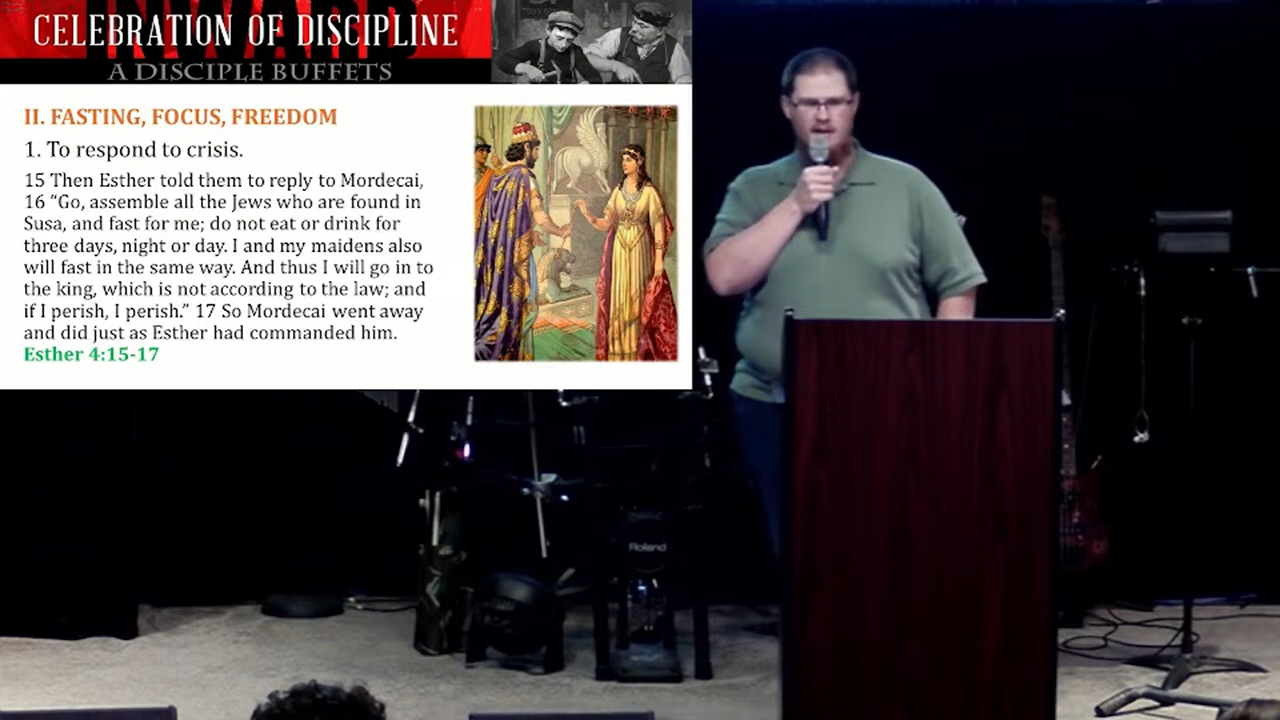 CELEBRATION OF DISCIPLINE
A DISCIPLE BUFFETS
II. FASTING, FOCUS, FREEDOM
1. To respond to crisis.
15 Then Esther told them to reply to Mordecai,
16 “Go, assemble all the Jews who are found in
Susa, and fast for me; do not eat or drink for
three days, night or day. I and my maidens also
will fast in the same way. And thus I will go in to
the king, which is not according to the law; and
if I perish, I perish.” 17 So Mordecai went away
and did just as Esther had commanded him.
Esther 4:15-17
Roland